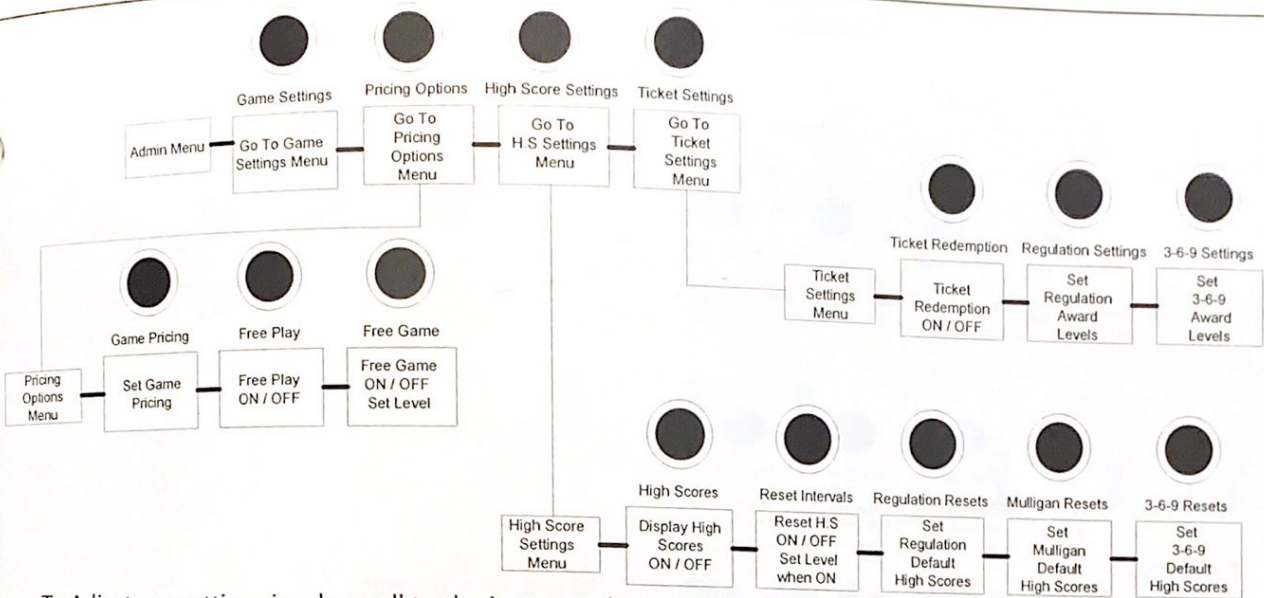 Game Settings
Pricing Options
High Score Settings
Ticket Settings
Admin Menu
Go To Game
Settings Menu
Go To
Pricing
Options
Menu
Go To
H.S Settings
Menu
Go To
Ticket
Settings
Menu
Ticket Redemption
Regulation Settings
3-6-9 Settings
Ticket
Settings
Menu
Ticket
Redemption
ON / OFF
Set
Regulation
Award
Levels
Set
3-6-9
Award
Levels
Game Pricing
Free Play
Free Game
Pricing
Options
Menu
Set Game
Pricing
Free Play
ON / OFF
Free Game
ON / OFF
Set Level
High Scores
Reset Intervals
Regulation Resets
Mulligan Resets
3-6-9 Resets
High Score
Settings
Menu
Display High
Scores
ON / OFF
Reset H.S
ON / OFF
Set Level
when ON
Set
Regulation
Default
High Scores
Set
Mulligan
Default
High Scores
Set
3-6-9
Default
High Scores